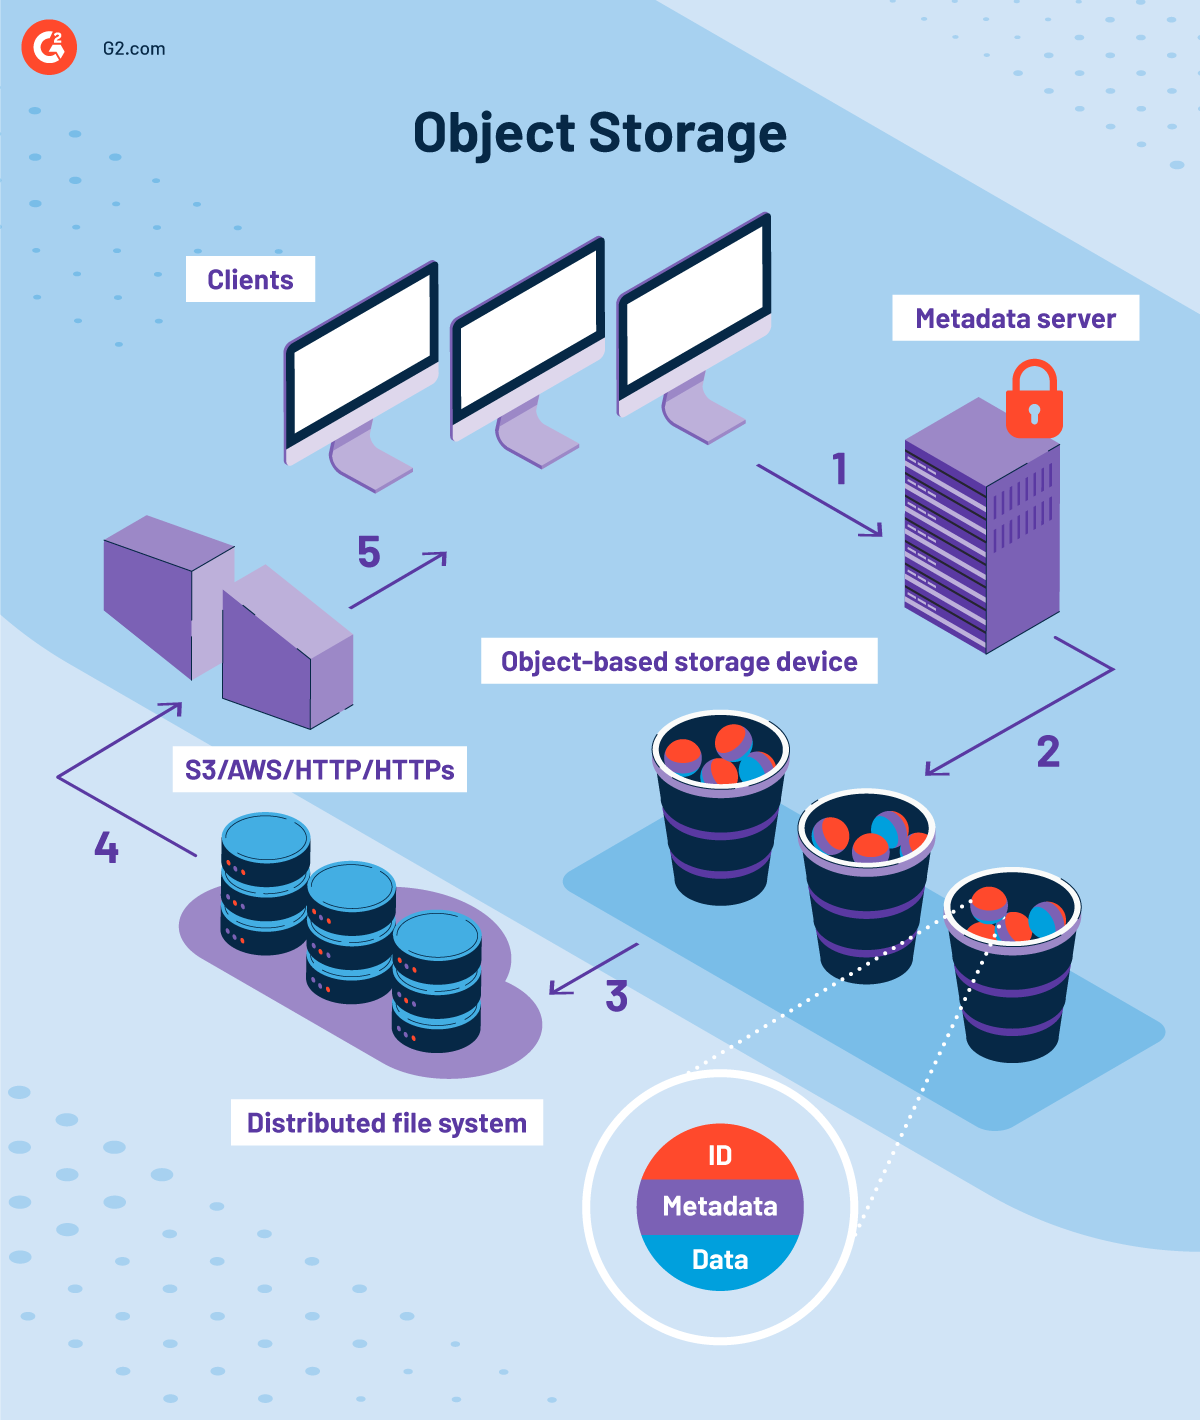 G2
G2.com
Object Storage
Clients
Metadata server
1
5
Object-based storage device
2
S3/AWS/HTTP/HTTPs
4
3
Distributed file system
ID
Metadata
Data